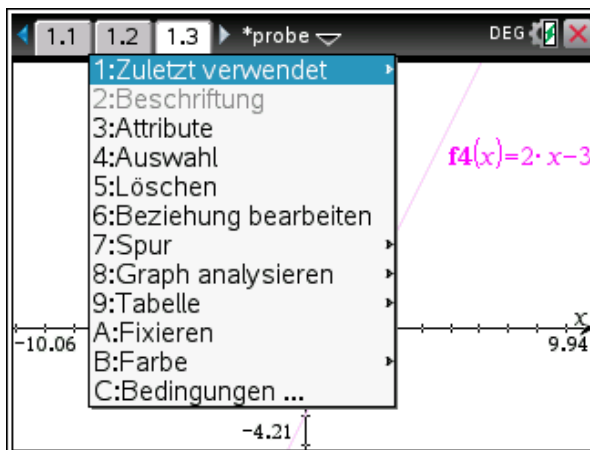 1.1 1.2 1.3 *probe DEG
1:Zuletzt verwendet
2:Beschriftung
3:Attribute
4:Auswahl
5:Löschen
6:Beziehung bearbeiten
7:Spur
8:Graph analysieren
9:Tabelle
A:Fixieren
B:Farbe
C:Bedingungen ...
f4(x)=2· x-3
x
-10.06
9.94
-4.21